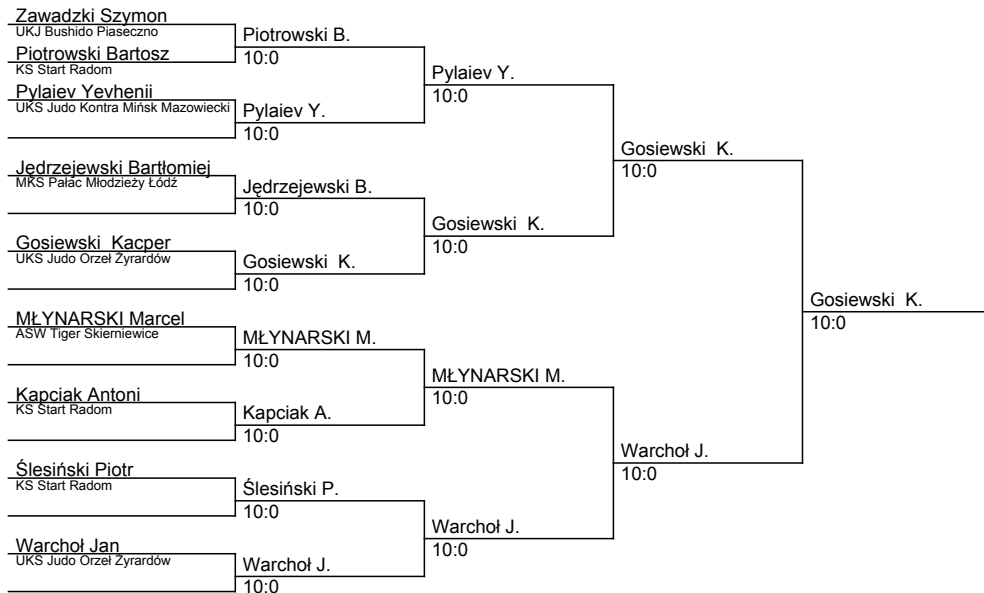 Zawadzki Szymon
UKJ Bushido Piaseczno
Piotrowski Bartosz
KS Start Radom
Pylaiev Yevhenii
UKS Judo Kontra Mińsk Mazowiecki
Jędrzejewski Bartłomiej
MKS Pałac Młodzieży Łódź
Gosiewski  Kacper
UKS Judo Orzeł Żyrardów
MŁYNARSKI Marcel
ASW Tiger Skierniewice
Kapciak Antoni
KS Start Radom
Ślesiński Piotr
KS Start Radom
Warchoł Jan
UKS Judo Orzeł Żyrardów
Piotrowski B.
10:0
Pylaiev Y.
10:0
Jędrzejewski B.
10:0
Gosiewski  K.
10:0
MŁYNARSKI M.
10:0
Kapciak A.
10:0
Ślesiński P.
10:0
Warchoł J.
10:0
Pylaiev Y.
10:0
Gosiewski  K.
10:0
MŁYNARSKI M.
10:0
Warchoł J.
10:0
Gosiewski  K.
10:0
Warchoł J.
10:0
Gosiewski  K.
10:0